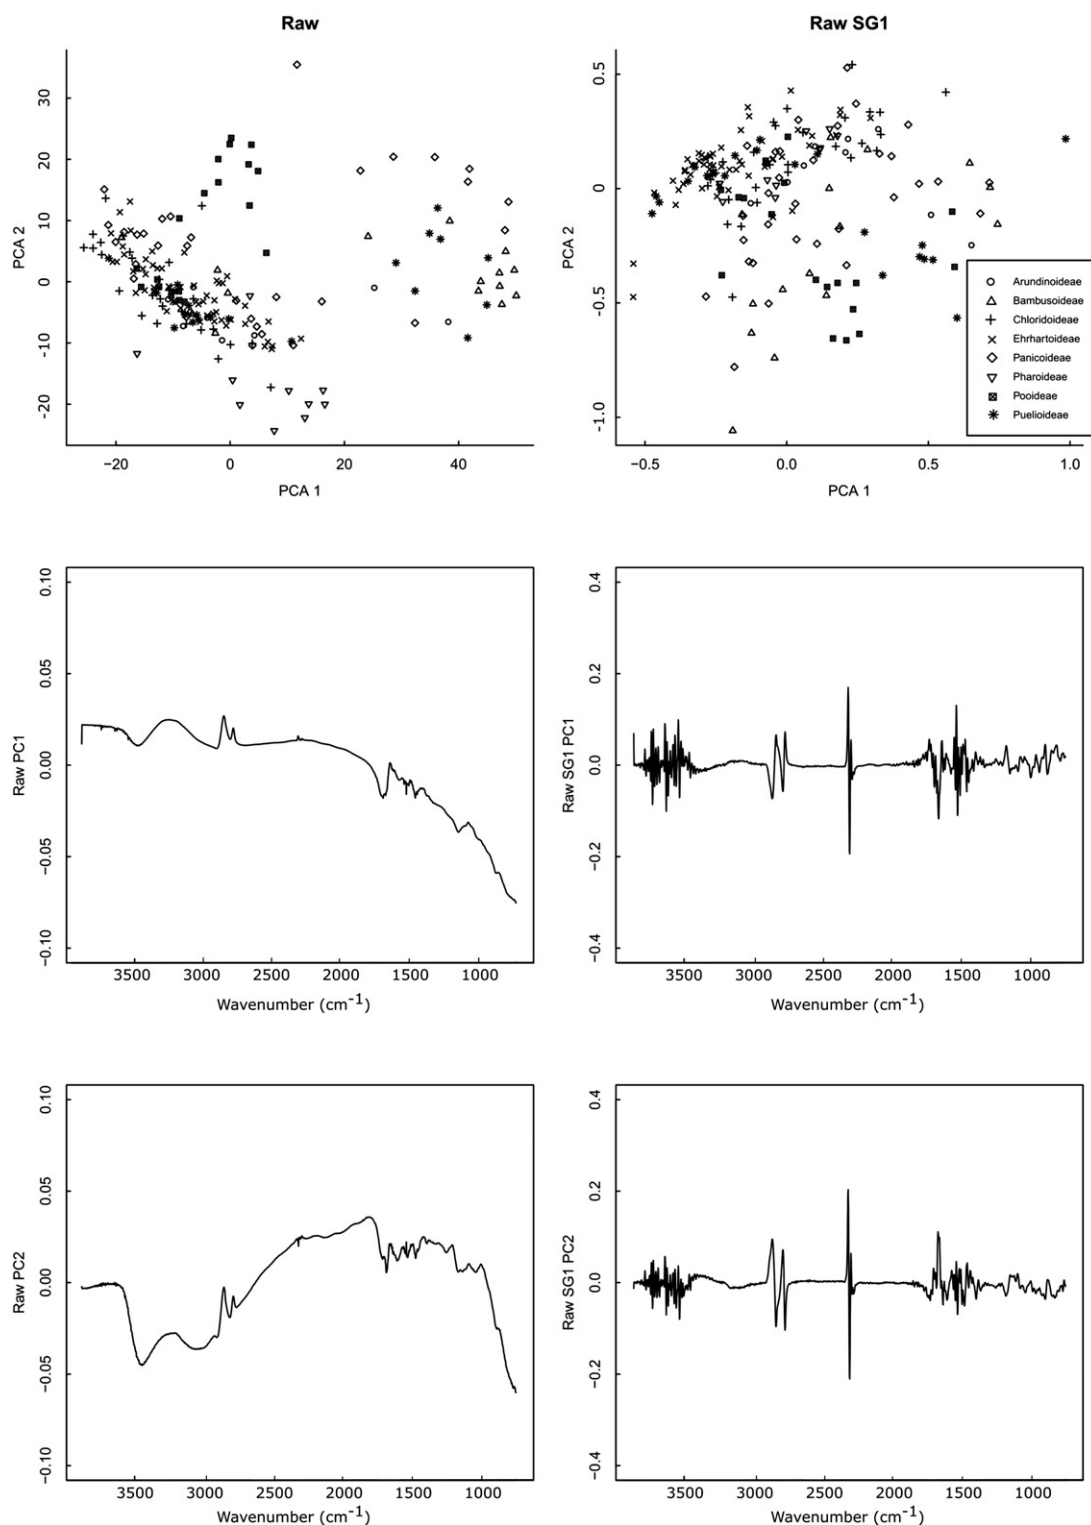 Raw
30
20
10
0
−10
−20
PCA 2
−20
0
20
40
PCA 1
Raw SG1
0.5
0
−0.5
−1.0
PCA 2
−0.5
0.0
0.5
1.0
PCA 1
Arundinoideae
Bambusoideae
Chloridoideae
Ehrhartoideae
Panicoideae
Pharoideae
Pooideae
Puelioideae
0.10
0.05
0.00
−0.05
−0.10
Raw PC1
3500
3000
2500
2000
1500
1000
Wavenumber (cm⁻¹)
0.4
0.2
0.0
−0.2
−0.4
Raw SG1 PC1
3500
3000
2500
2000
1500
1000
Wavenumber (cm⁻¹)
0.10
0.05
0.00
−0.05
−0.10
Raw PC2
3500
3000
2500
2000
1500
1000
Wavenumber (cm⁻¹)
0.4
0.2
0.0
−0.2
−0.4
Raw SG1 PC2
3500
3000
2500
2000
1500
1000
Wavenumber (cm⁻¹)